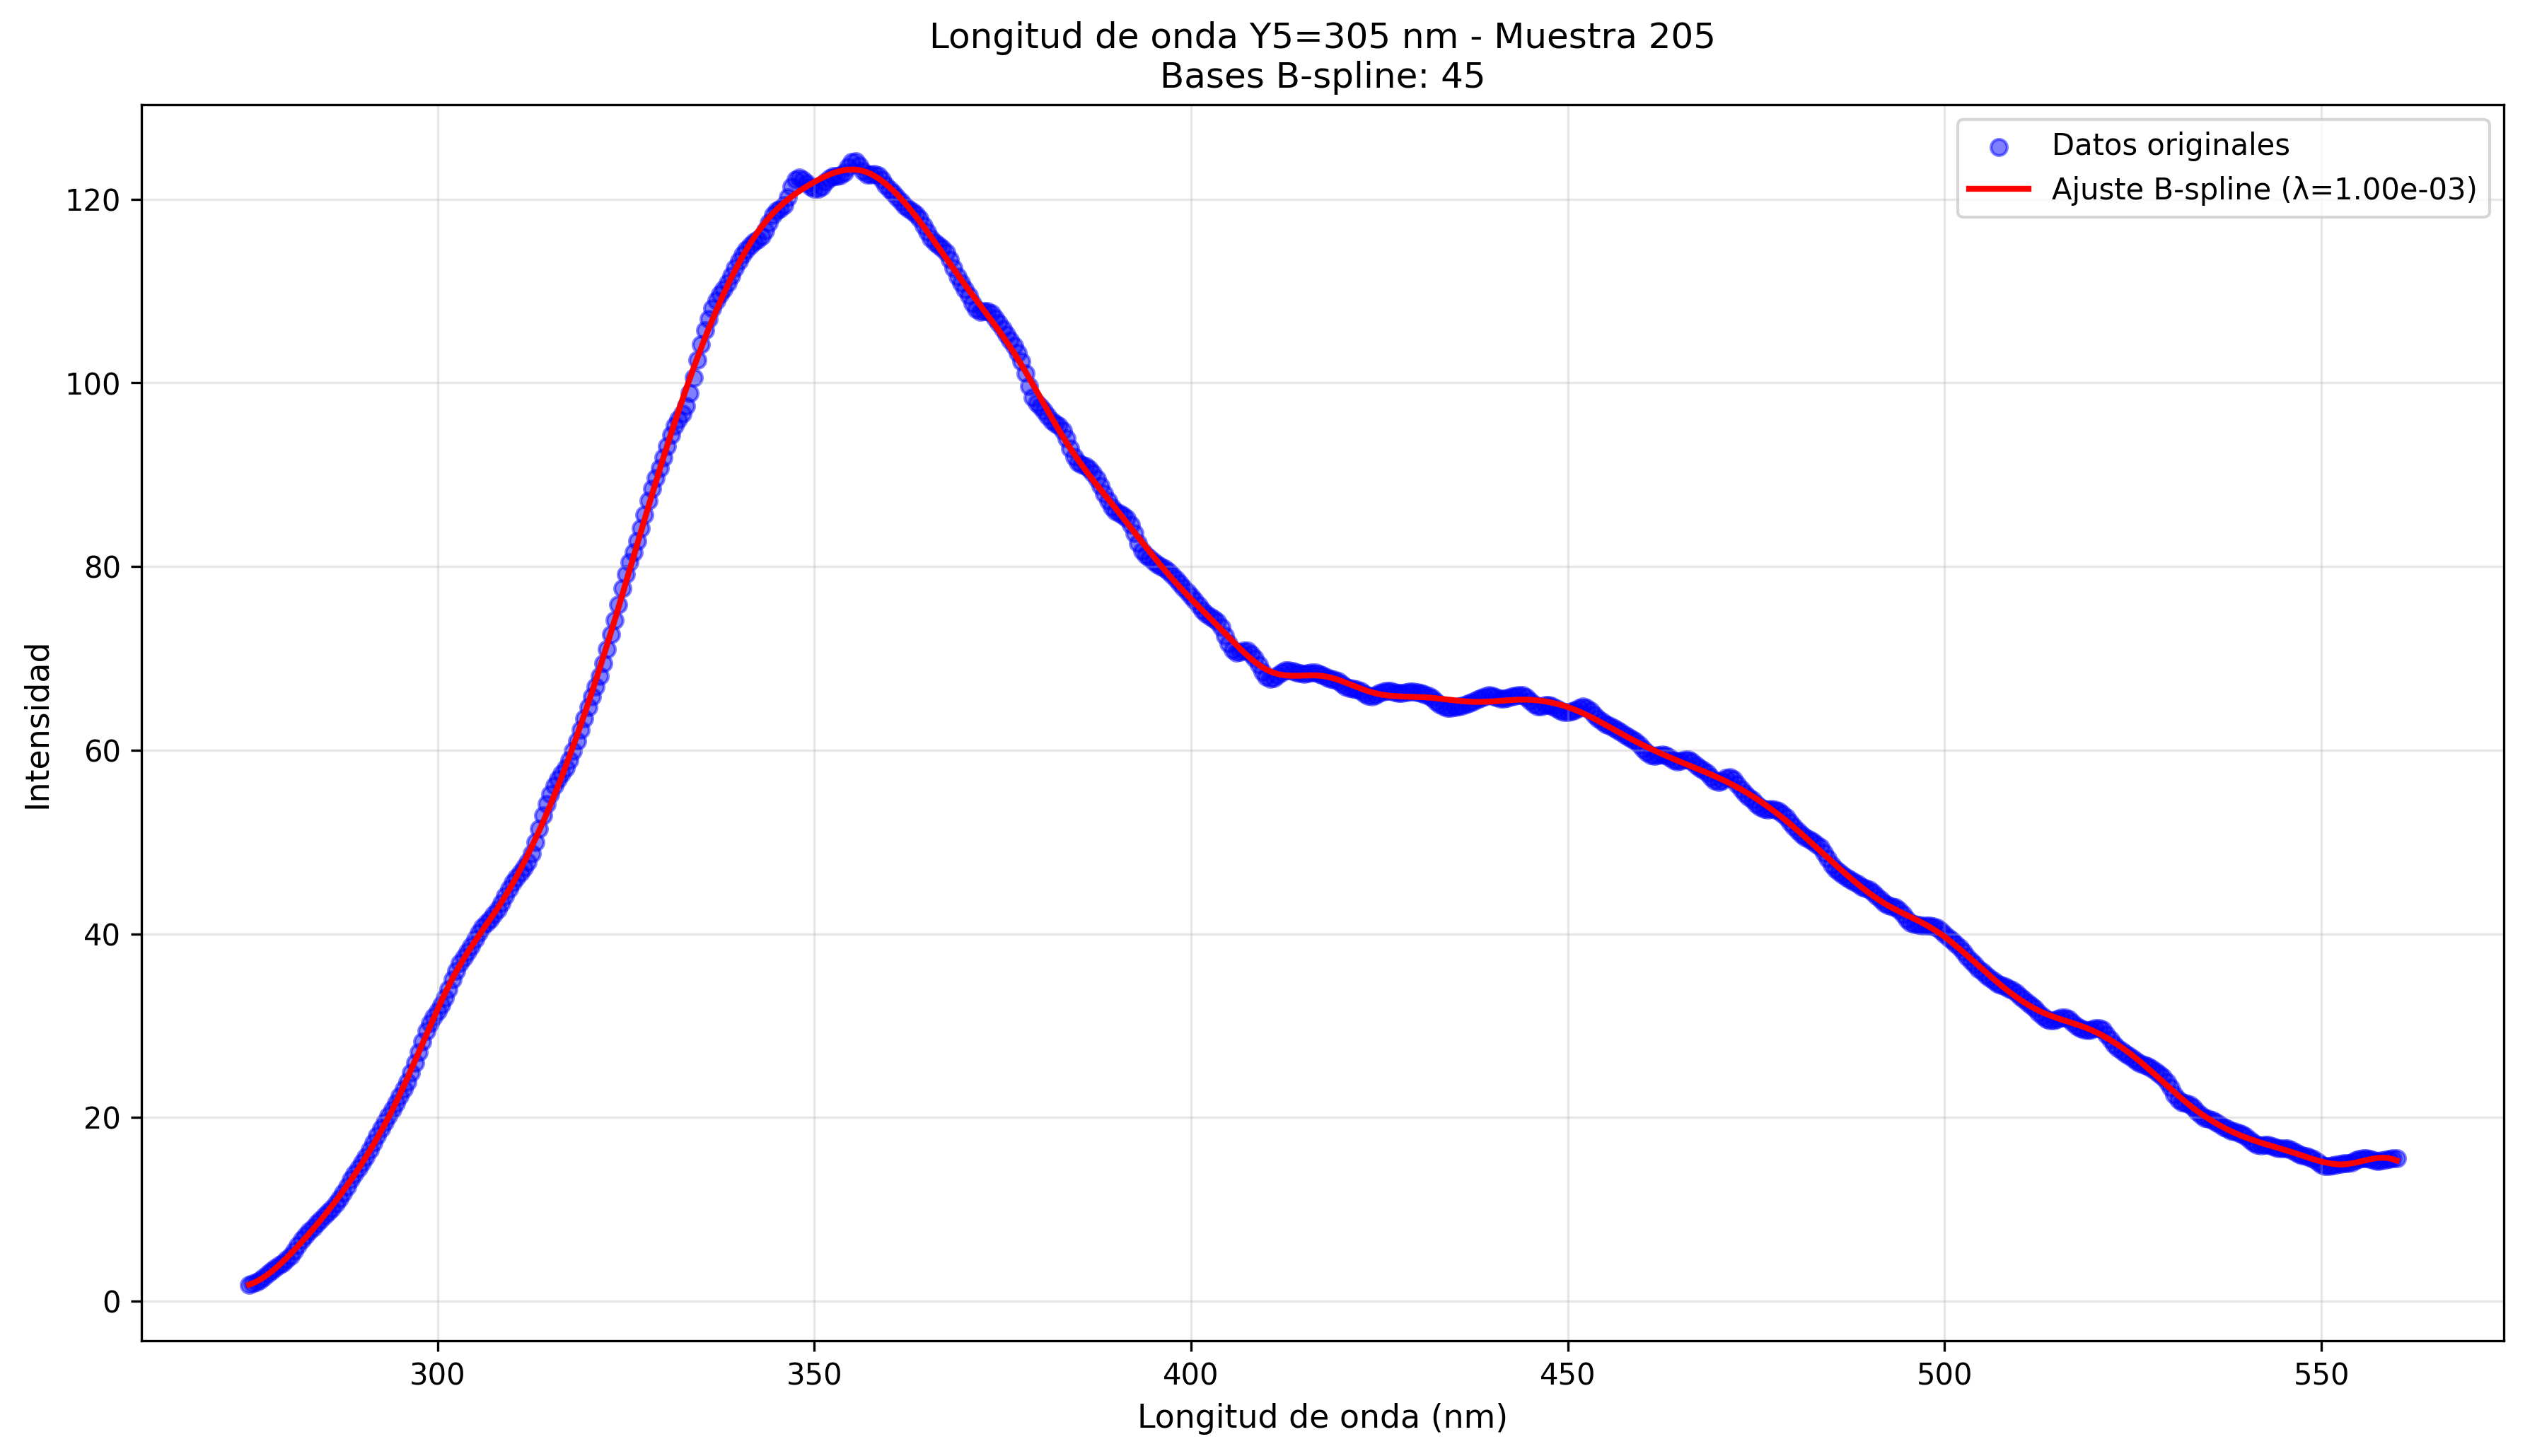 Longitud de onda Y5=305 nm - Muestra 205
Bases B-spline: 45
Datos originales
Ajuste B-spline (λ=1.00e-03)
Intensidad
120
100
80
60
40
20
0
300 350 400 450 500 550
Longitud de onda (nm)